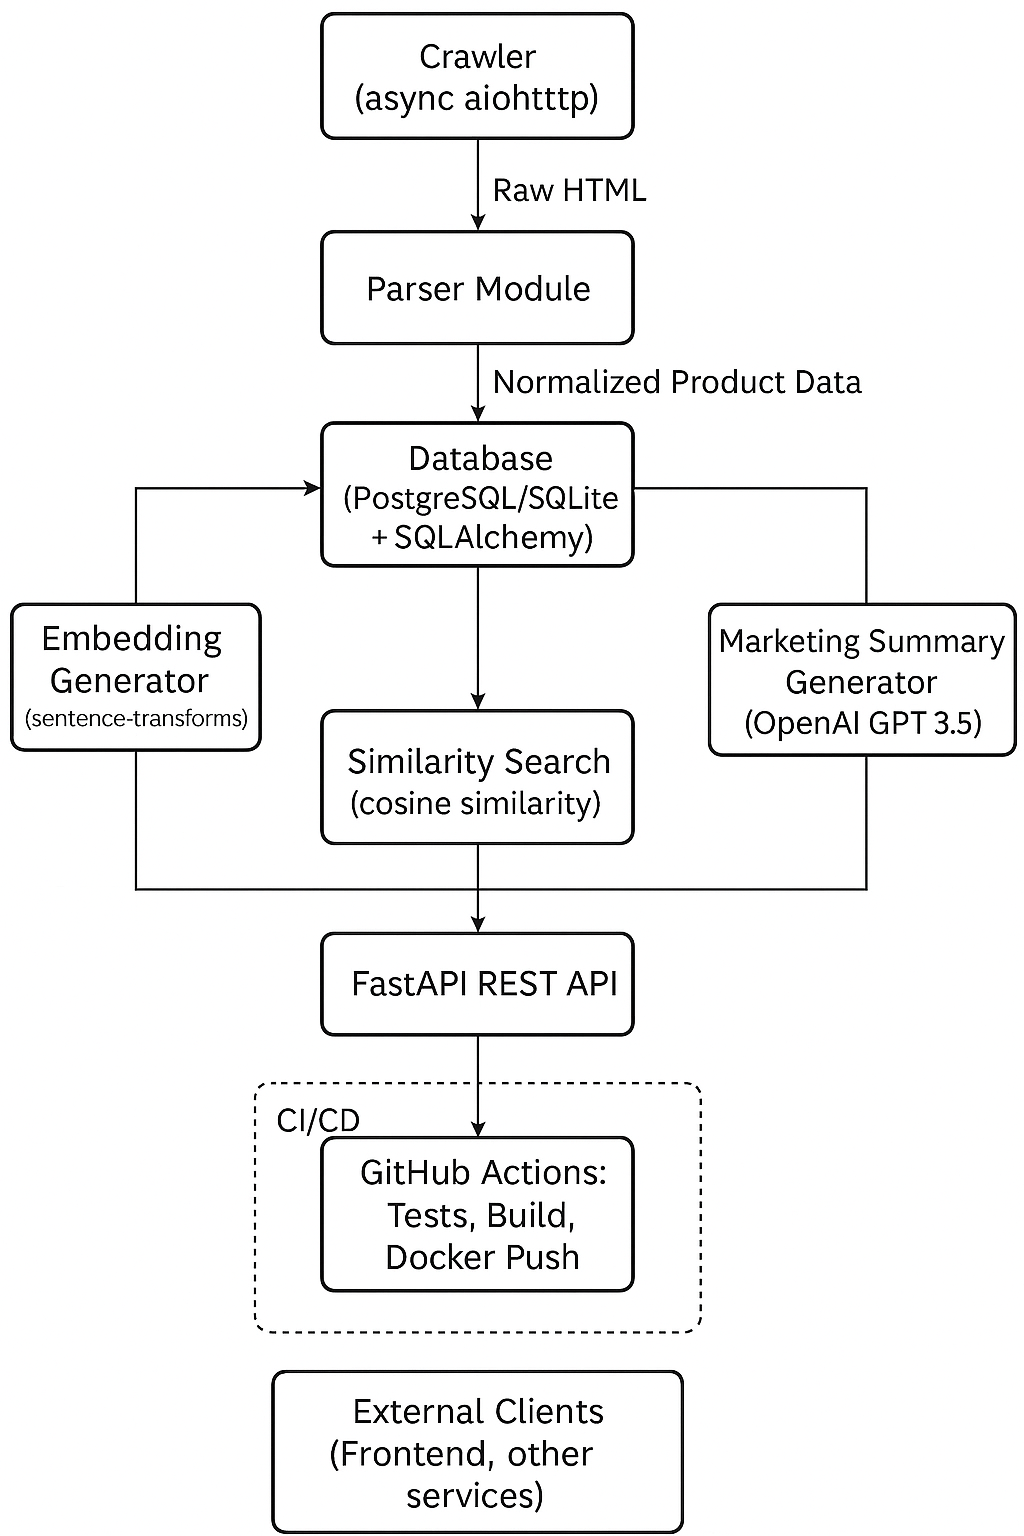 Crawler
(async aiohtttp)
Raw HTML
Parser Module
Normalized Product Data
Database
(PostgreSQL/SQLite
+ SQLAlchemy)
Embedding
Generator
(sentence-transforms)
Marketing Summary
Generator
(OpenAI GPT 3.5)
Similarity Search
(cosine similarity)
FastAPI REST API
CI/CD
GitHub Actions:
Tests, Build,
Docker Push
External Clients
(Frontend, other
services)